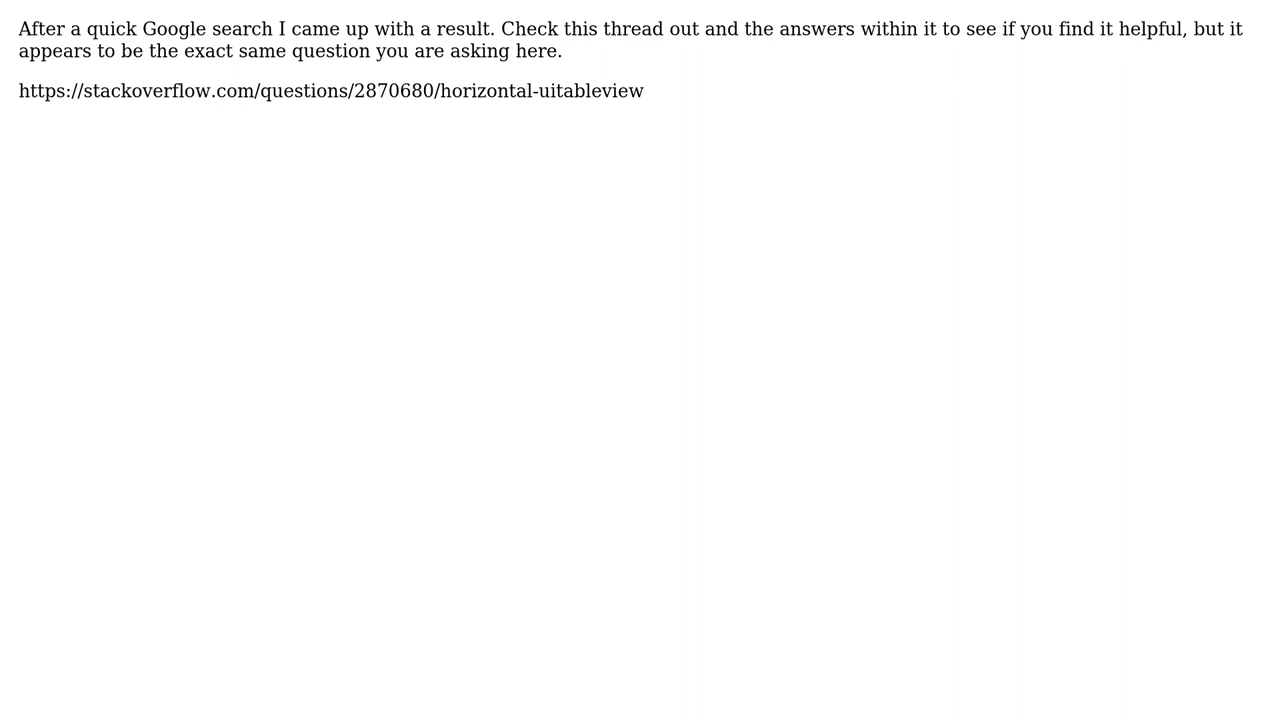 After a quick Google search I came up with a result. Check this thread out and the answers within it to see if you find it helpful, but it
appears to be the exact same question you are asking here.
https://stackoverflow.com/questions/2870680/horizontal-uitableview